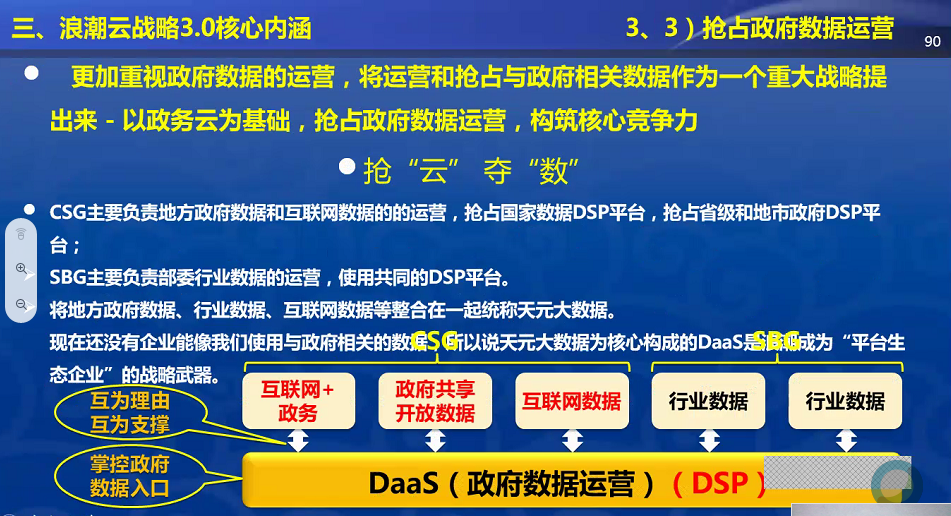 三、浪潮云战略3.0核心内涵
3、3）抢占政府数据运营
90
更加重视政府数据的运营，将运营和抢占与政府相关数据作为一个重大战略提
出来－以政务云为基础，抢占政府数据运营，构筑核心竞争力
抢“云” 夺“数”
CSG主要负责地方政府数据和互联网数据的的运营，抢占国家数据DSP平台，抢占省级和地市政府DSP平
台；
SBG主要负责部委行业数据的运营，使用共同的DSP平台。
将地方政府数据、行业数据、互联网数据等整合在一起统称天元大数据。
现在还没有企业能像我们使用与政府相关的数据 所以说天元大数据为核心构成的DaaS是 成为“平台生
态企业”的战略武器。
CSG
SBG
互为理由
互为支撑
掌控政府
数据入口
互联网+
政务
政府共享
开放数据
互联网数据
行业数据
行业数据
DaaS（政府数据运营）（DSP）